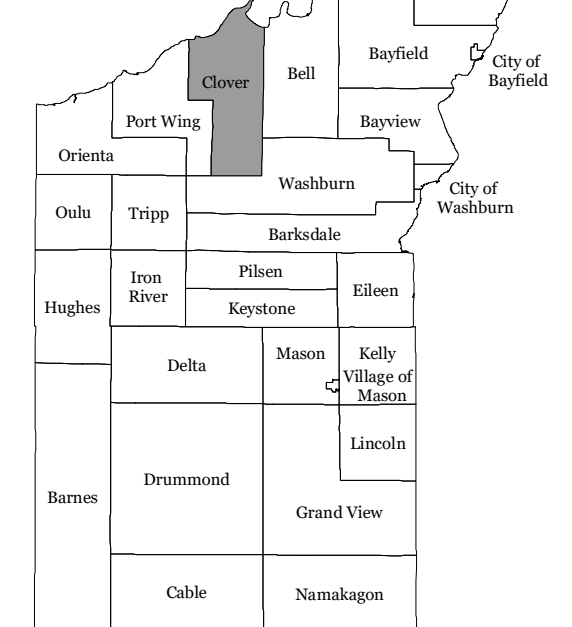 Bayfield
City of
Bayfield
Bell
Clover
Port Wing
Bayview
Orienta
Washburn
City of
Washburn
Oulu
Tripp
Barksdale
Iron
River
Pilsen
Eileen
Hughes
Keystone
Delta
Mason
Kelly
Village of
Mason
Lincoln
Drummond
Barnes
Grand View
Cable
Namakagon